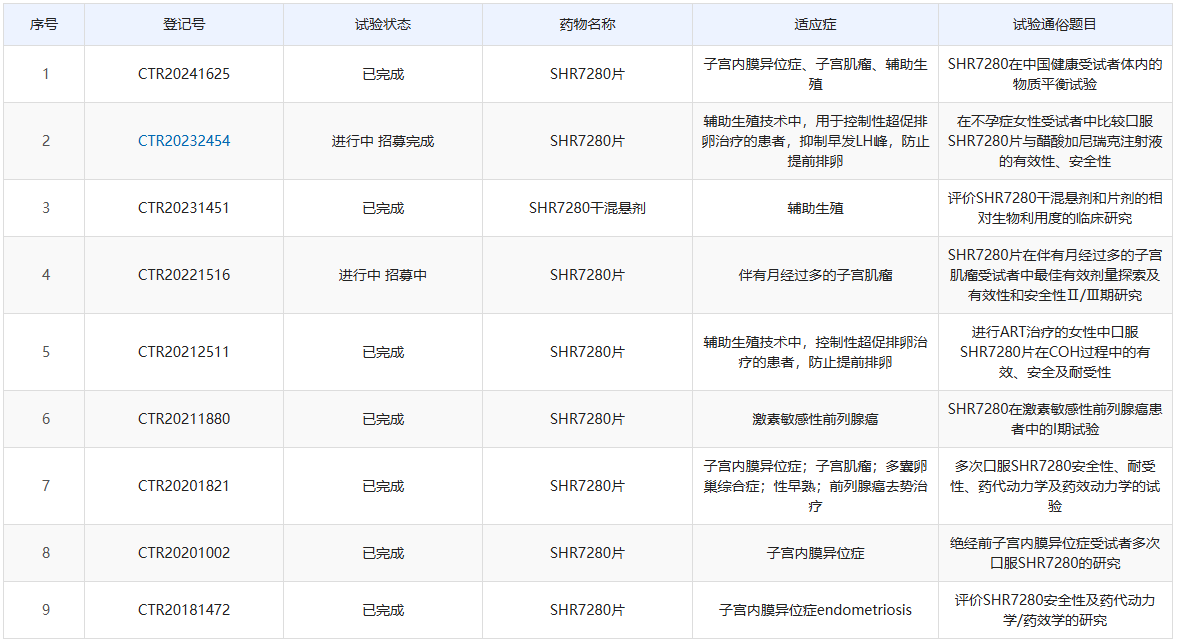 序号 登记号 试验状态 药物名称 适应症 试验通俗题目
1 CTR20241625 已完成 SHR7280片 子宫内膜异位症、子宫肌瘤、辅助生
殖 SHR7280在中国健康受试者体内的
物质平衡试验
2 CTR20232454 进行中 招募完成 SHR7280片 辅助生殖技术中，用于控制性超促排
卵治疗的患者，抑制早发LH峰，防止
提前排卵 在不孕症女性受试者中比较口服
SHR7280片与醋酸加尼瑞克注射液
的有效性、安全性
3 CTR20231451 已完成 SHR7280干混悬剂 辅助生殖 评价SHR7280干混悬剂和片剂的相
对生物利用度的临床研究
4 CTR20221516 进行中 招募中 SHR7280片 伴有月经过多的子宫肌瘤 SHR7280片在伴有月经过多的子宫
肌瘤受试者中最佳有效剂量探索及
有效性和安全性Ⅱ/Ⅲ期研究
5 CTR20212511 已完成 SHR7280片 辅助生殖技术中，控制性超促排卵治
疗的患者，防止提前排卵 进行ART治疗的女性中口服
SHR7280片在COH过程中的有
效、安全及耐受性
6 CTR20211880 已完成 SHR7280片 激素敏感性前列腺癌 SHR7280在激素敏感性前列腺癌患
者中的I期试验
7 CTR20201821 已完成 SHR7280片 子宫内膜异位症；子宫肌瘤；多囊卵
巢综合症；性早熟；前列腺癌去势治
疗 多次口服SHR7280安全性、耐受
性、药代动力学及药效动力学的试
验
8 CTR20201002 已完成 SHR7280片 子宫内膜异位症 绝经前子宫内膜异位症受试者多次
口服SHR7280的研究
9 CTR20181472 已完成 SHR7280片 子宫内膜异位症endometriosis 评价SHR7280安全性及药代动力
学/药效学的研究